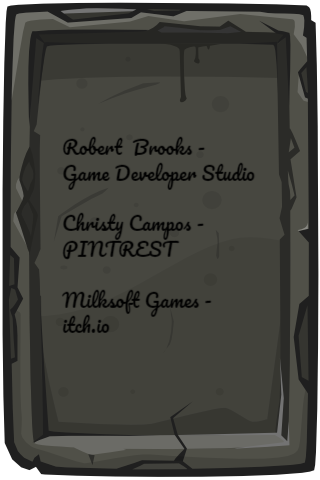 Robert Brooks -
Game Developer Studio
Christy Campos -
PINTREST
Milksoft Games -
itch.io